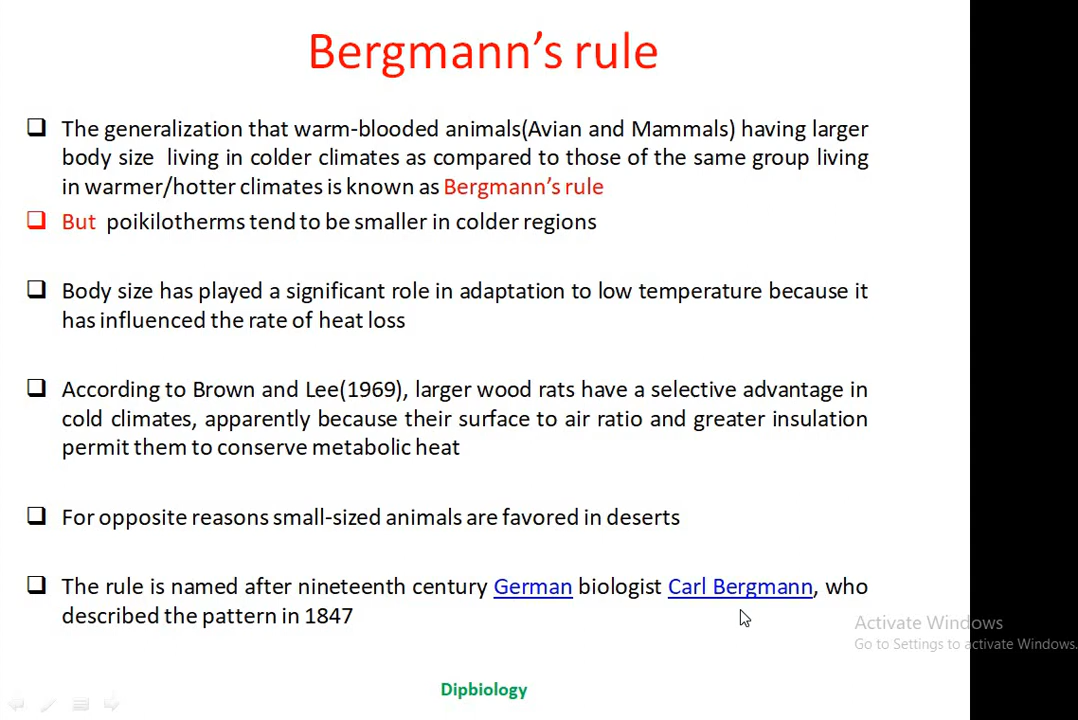 Bergmann's rule
❑ The generalization that warm-blooded animals(Avian and Mammals) having larger
body size living in colder climates as compared to those of the same group living
in warmer/hotter climates is known as Bergmann's rule
❑ But poikilotherms tend to be smaller in colder regions
❑ Body size has played a significant role in adaptation to low temperature because it
has influenced the rate of heat loss
❑ According to Brown and Lee(1969), larger wood rats have a selective advantage in
cold climates, apparently because their surface to air ratio and greater insulation
permit them to conserve metabolic heat
❑ For opposite reasons small-sized animals are favored in deserts
❑ The rule is named after nineteenth century German biologist Carl Bergmann, who
described the pattern in 1847
Activate Windows
Go to Settings to activate Windows.
Dipbiology